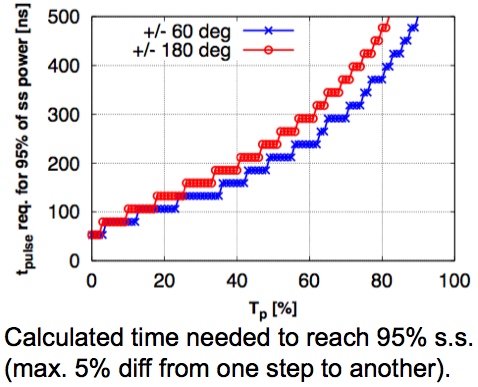 500
400
300
200
100
0
t_pulse req. for 95% of ss power [ns]
+/- 60 deg
+/- 180 deg
0 20 40 60 80 100
T_p [%]
Calculated time needed to reach 95% s.s.
(max. 5% diff from one step to another).